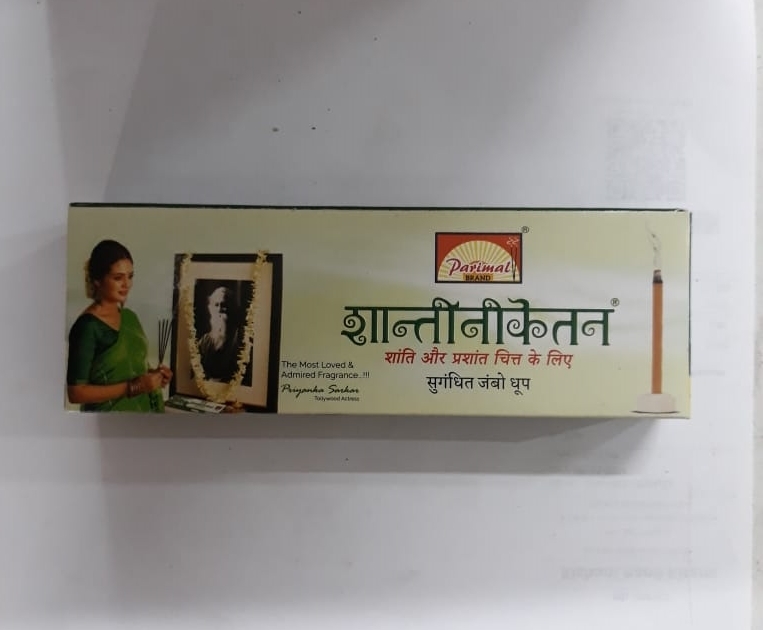 Parimal®
BRAND
शान्तीनीकेतन®
शांति और प्रशांत चित्त के लिए
सुगंधित जंबो धूप
The Most Loved &
Admired Fragrance..!!!
Priyanka Sarkar
Tollywood Actress